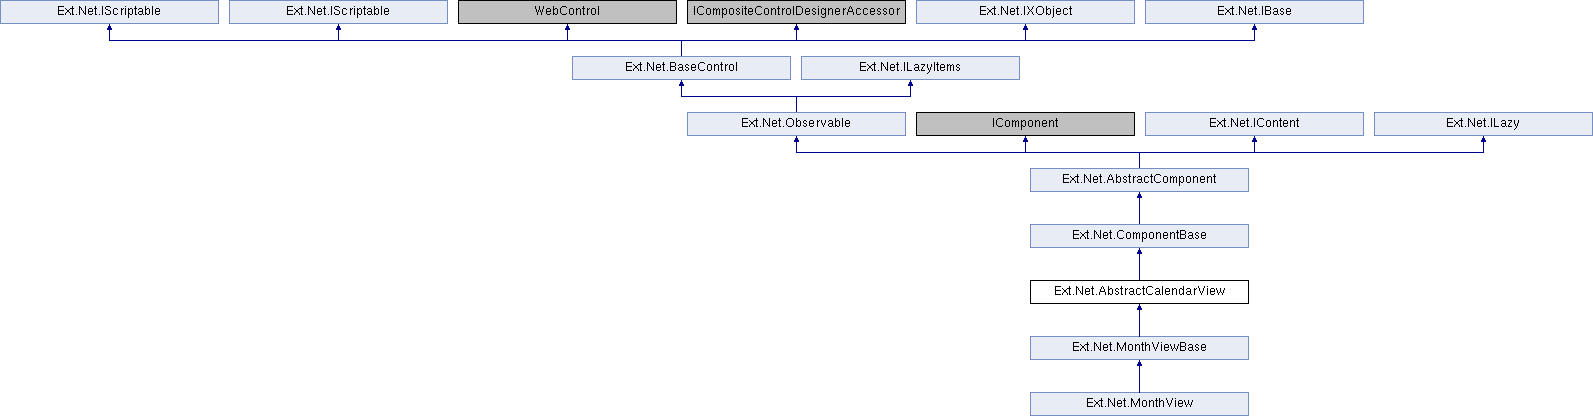 Ext.Net.IScriptable
Ext.Net.IScriptable
WebControl
ICompositeControlDesignerAccessor
Ext.Net.IXObject
Ext.Net.IBase
Ext.Net.BaseControl
Ext.Net.ILazyItems
Ext.Net.Observable
IComponent
Ext.Net.IContent
Ext.Net.ILazy
Ext.Net.AbstractComponent
Ext.Net.ComponentBase
Ext.Net.AbstractCalendarView
Ext.Net.MonthViewBase
Ext.Net.MonthView